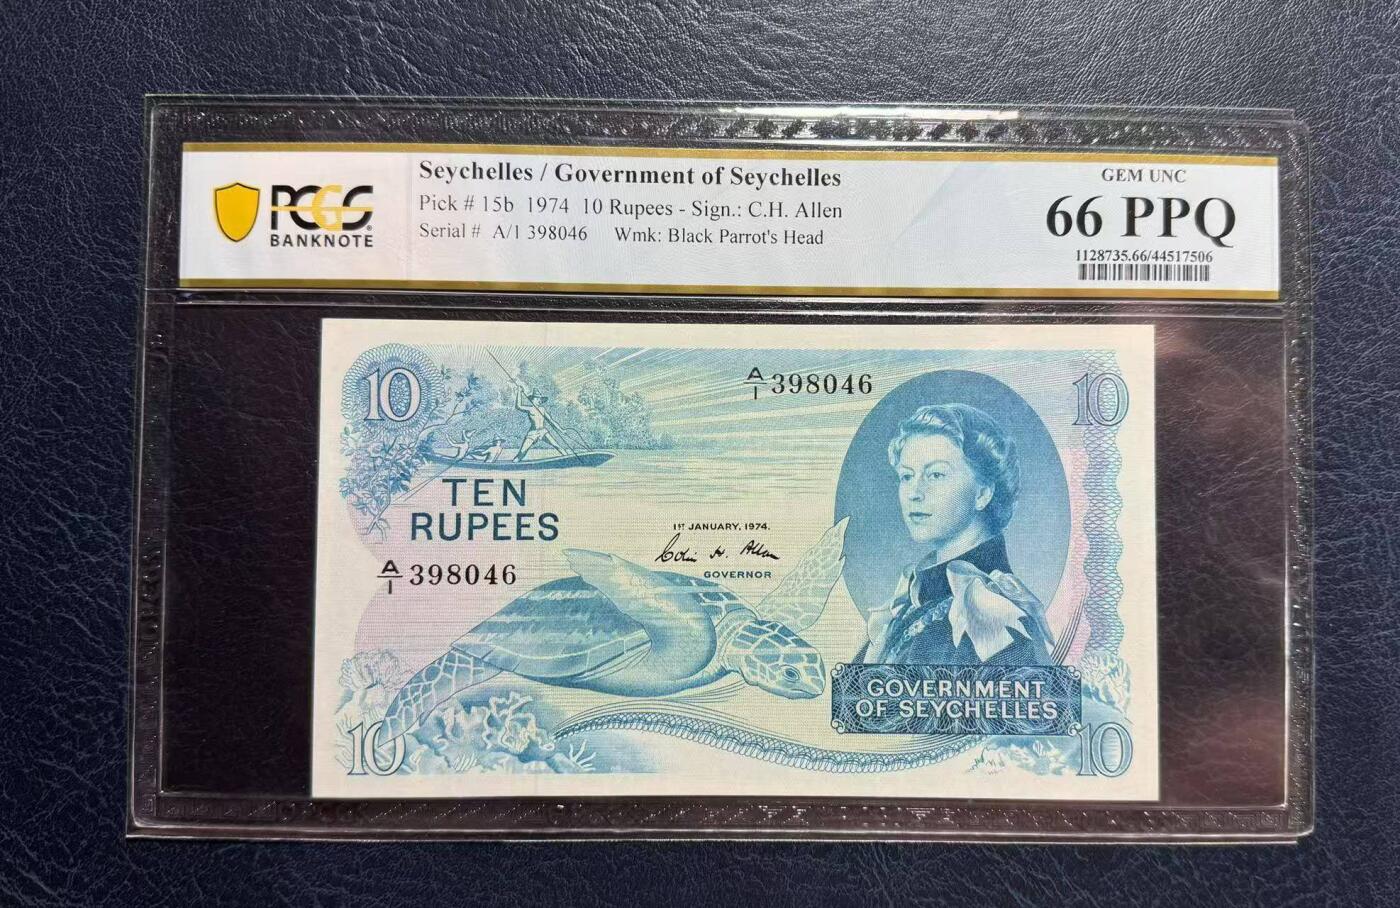 PCGS
BANKNOTE
Seychelles / Government of Seychelles
Pick # 15b 1974 10 Rupees - Sign.: C.H. Allen
Serial # A/1 398046 Wmk: Black Parrot's Head
GEM UNC
66 PPQ
1128735.66/44517506
10
A/1 398046
10
TEN
RUPEES
1ST JANUARY, 1974.
Colin H. Allan
GOVERNOR
A/1 398046
GOVERNMENT
OF SEYCHELLES
10
10